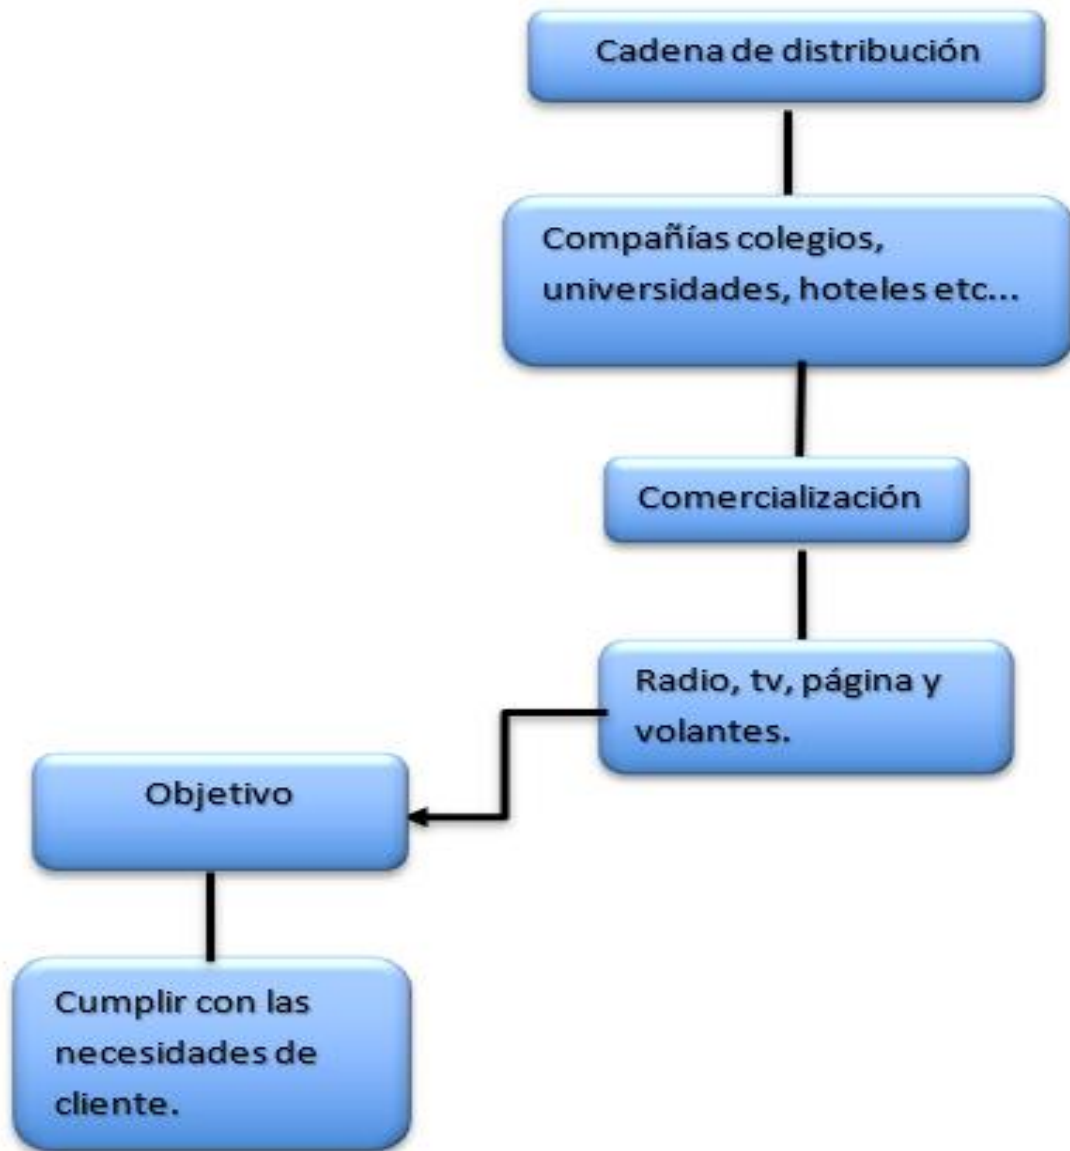 Cadena de distribución
Compañías colegios,
universidades, hoteles etc...
Comercialización
Radio, tv, página y
volantes.
Objetivo
Cumplir con las
necesidades de
cliente.